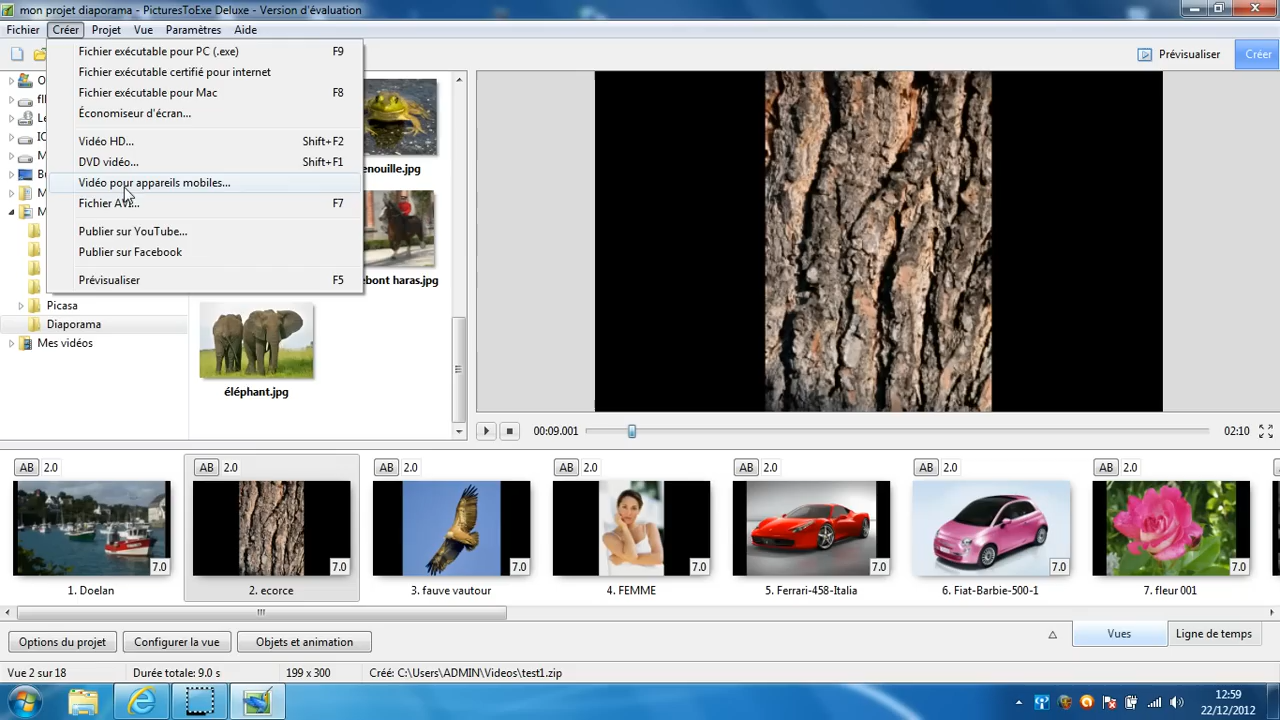 mon projet diaporama - PicturesToExe Deluxe - Version d'évaluation
Fichier Créer Projet Vue Paramètres Aide
Fichier exécutable pour PC (.exe) F9
Fichier exécutable certifié pour internet
Fichier exécutable pour Mac F8
Économiseur d'écran...
Vidéo HD... Shift+F2
DVD vidéo... Shift+F1
Vidéo pour appareils mobiles...
Fichier F7
Publier sur YouTube...
Publier sur Facebook
Prévisualiser F5
Prévisualiser Créer
Picasa
Diaporama
Mes vidéos
enouille.jpg
ebont haras.jpg
éléphant.jpg
00:09.001 02:10
AB 2.0 AB 2.0 AB 2.0 AB 2.0 AB 2.0 AB 2.0 AB 2.0
7.0 7.0 7.0 7.0 7.0 7.0 7.0
1. Doelan 2. ecorce 3. fauve vautour 4. FEMME 5. Ferrari-458-Italia 6. Fiat-Barbie-500-1 7. fleur 001
Options du projet Configurer la vue Objets et animation Vues Ligne de temps
Vue 2 sur 18 Durée totale: 9.0 s 199 x 300 Créé: C:\Users\ADMIN\Videos\test1.zip
12:59
22/12/2012